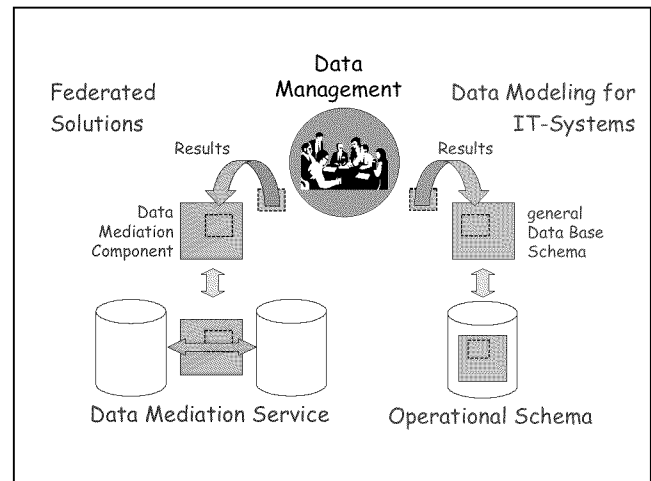 Data
Management
Federated
Solutions
Data Modeling for
IT-Systems
Results
Results
Data
Mediation
Component
general
Data Base
Schema
Data Mediation Service
Operational Schema